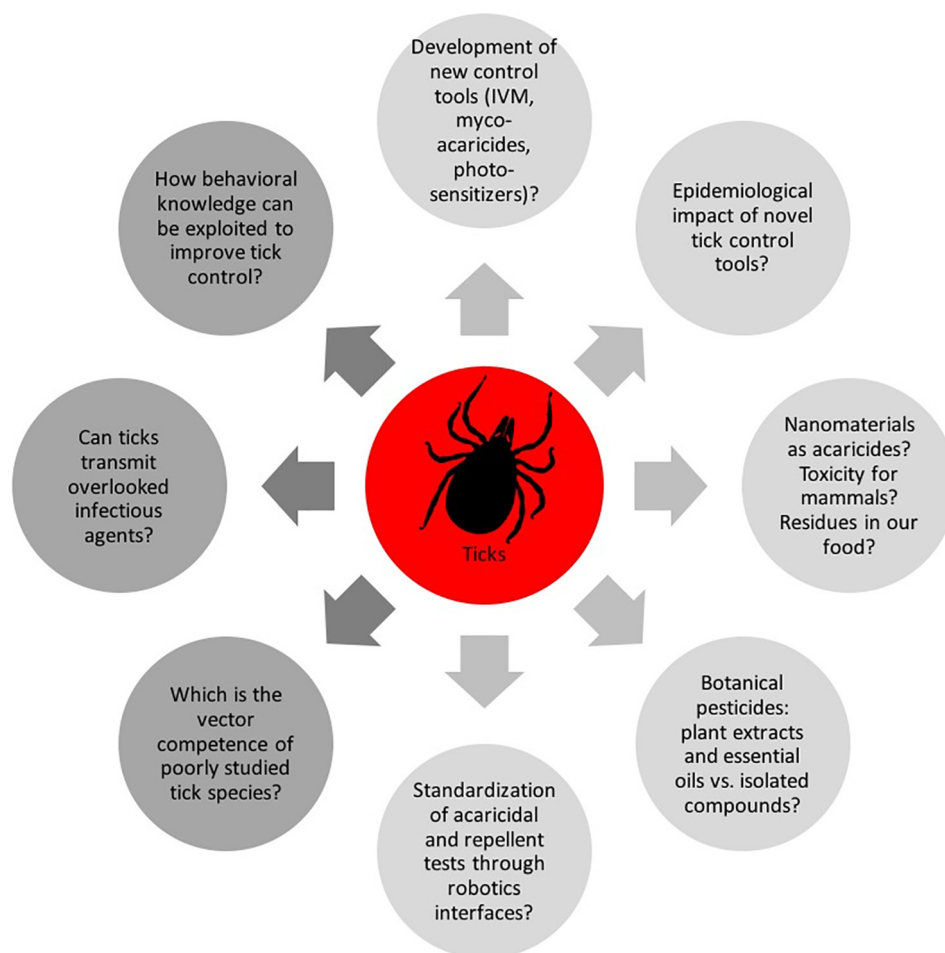 Development of
new control
tools (IVM,
myco-
acaricides,
photo-
sensitizers)?
Epidemiological
impact of novel
tick control
tools?
Nanomaterials
as acaricides?
Toxicity for
mammals?
Residues in our
food?
Botanical
pesticides:
plant extracts
and essential
oils vs. isolated
compounds?
Standardization
of acaricidal
and repellent
tests through
robotics
interfaces?
Which is the
vector
competence of
poorly studied
tick species?
Can ticks
transmit
overlooked
infectious
agents?
How behavioral
knowledge can
be exploited to
improve tick
control?
Ticks